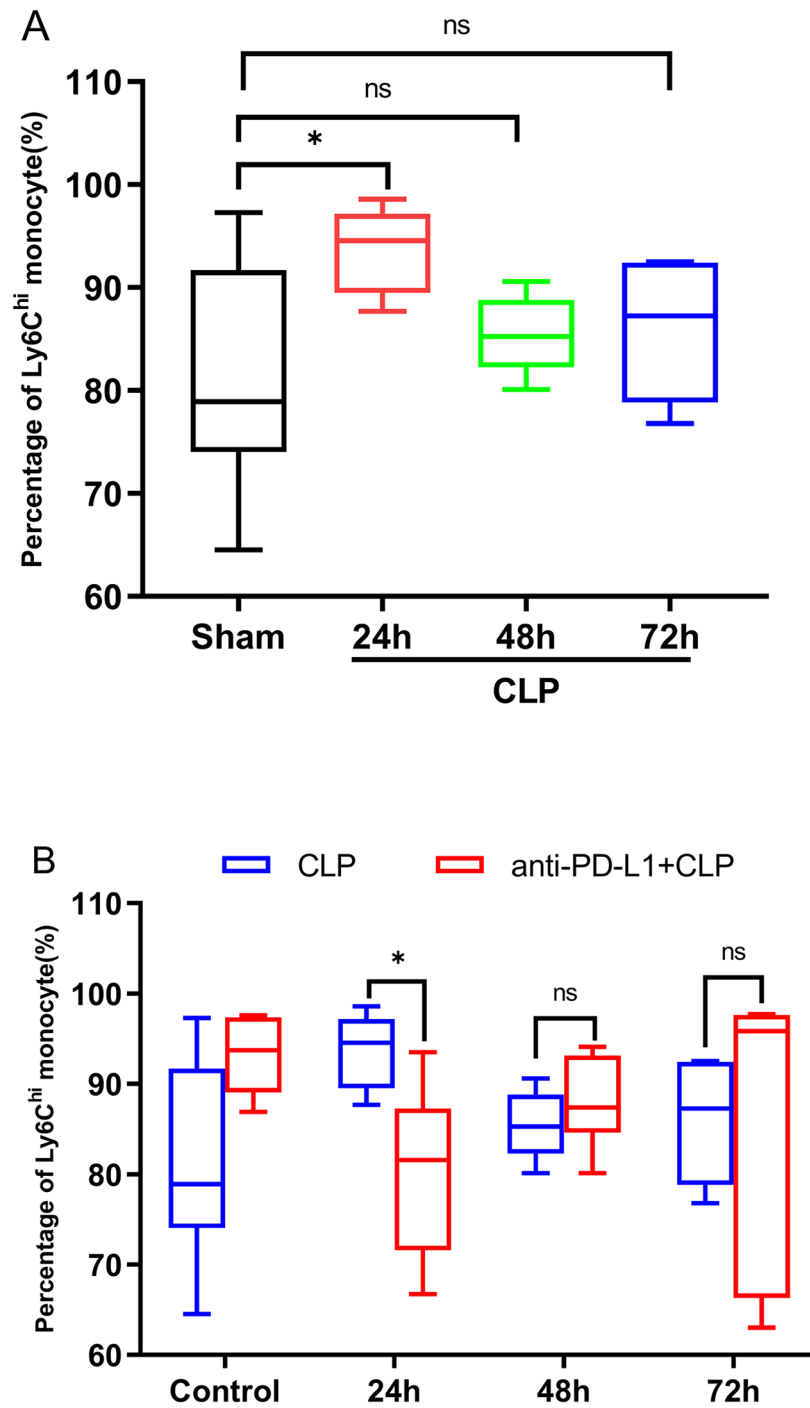 A
ns
ns
*
Percentage of Ly6Chi monocyte(%)
110
100
90
80
70
60
Sham 24h 48h 72h
CLP
B
CLP anti-PD-L1+CLP
Percentage of Ly6Chi monocyte(%)
110
100
90
80
70
60
* ns ns
Control 24h 48h 72h